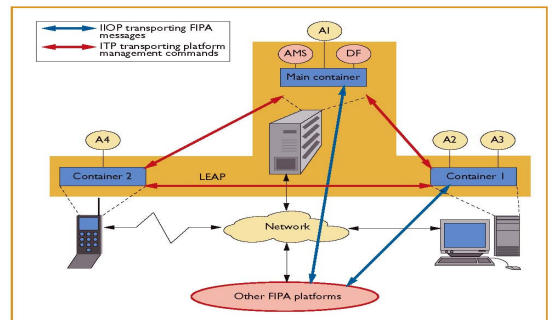 IIOP transporting FIPA
messages
ITP transporting platform
management commands
A1
AMS
DF
Main container
A4
A2
A3
Container 2
LEAP
Container 1
Network
Other FIPA platforms